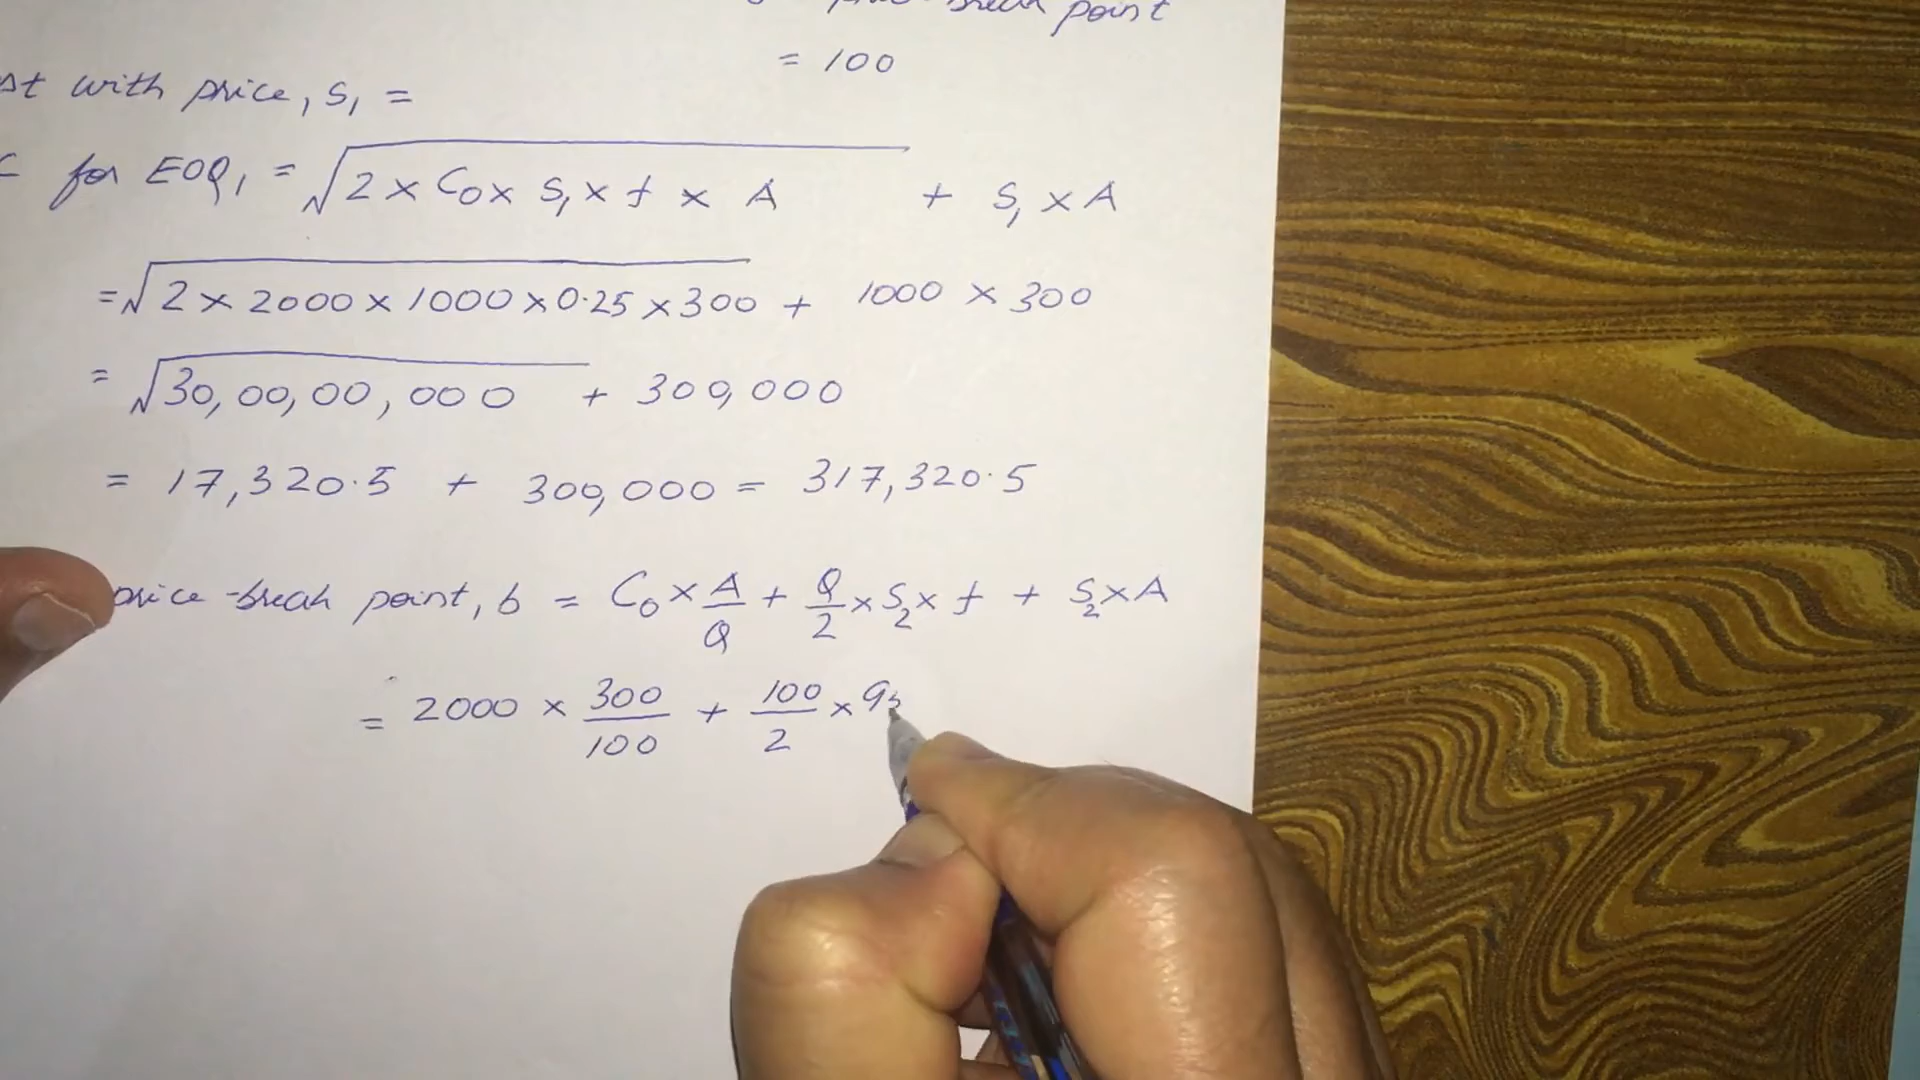 break point
= 100
with price, S₁ =
for EOQ₁ = √2 × C₀ × S₁ × f × A + S₁ × A
= √2 × 2000 × 1000 × 0.25 × 300 + 1000 × 300
= √30,00,00,000 + 300,000
= 17,320.5 + 300,000 = 317,320.5
price-break point, b = C₀ × A/Q + Q/2 × S₂ × f + S₂ × A
= 2000 × 300/100 + 100/2 ×